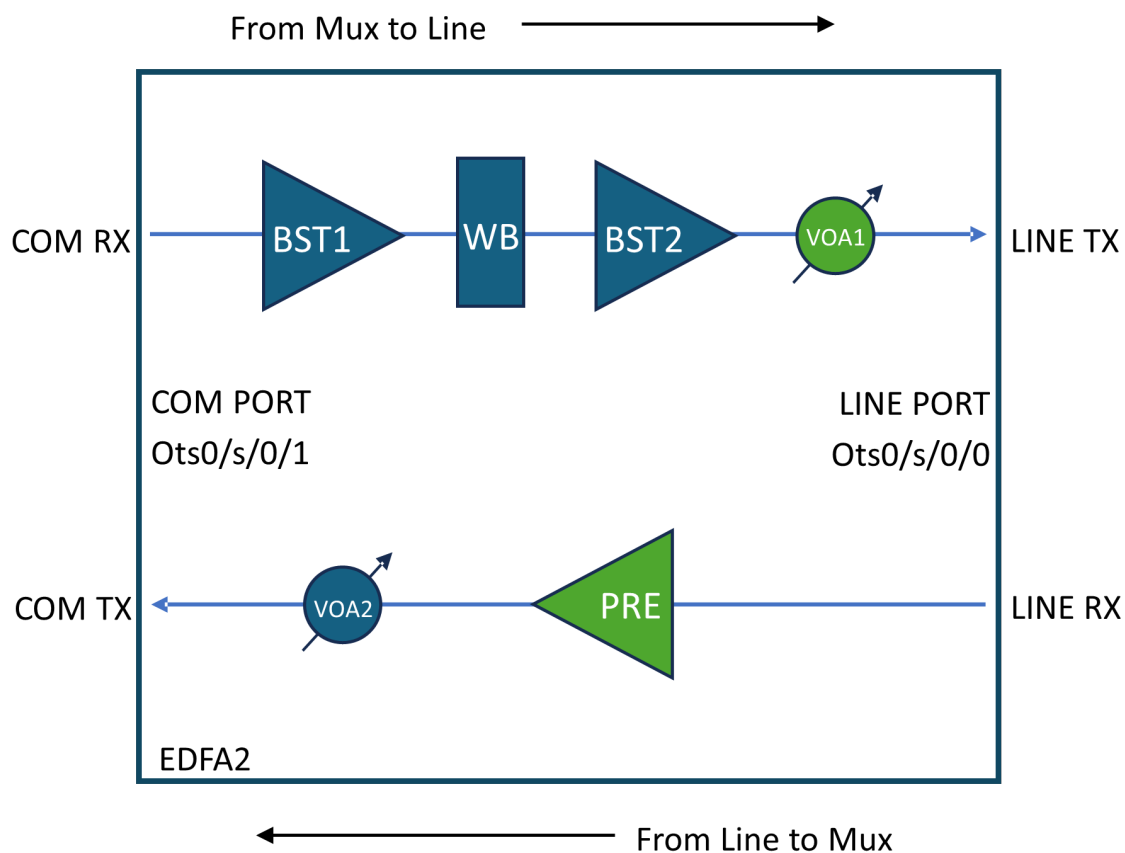 From Mux to Line
COM RX
BST1
WB
BST2
VOA1
LINE TX
COM PORT
Ots0/s/0/1
LINE PORT
Ots0/s/0/0
COM TX
VOA2
PRE
LINE RX
EDFA2
From Line to Mux